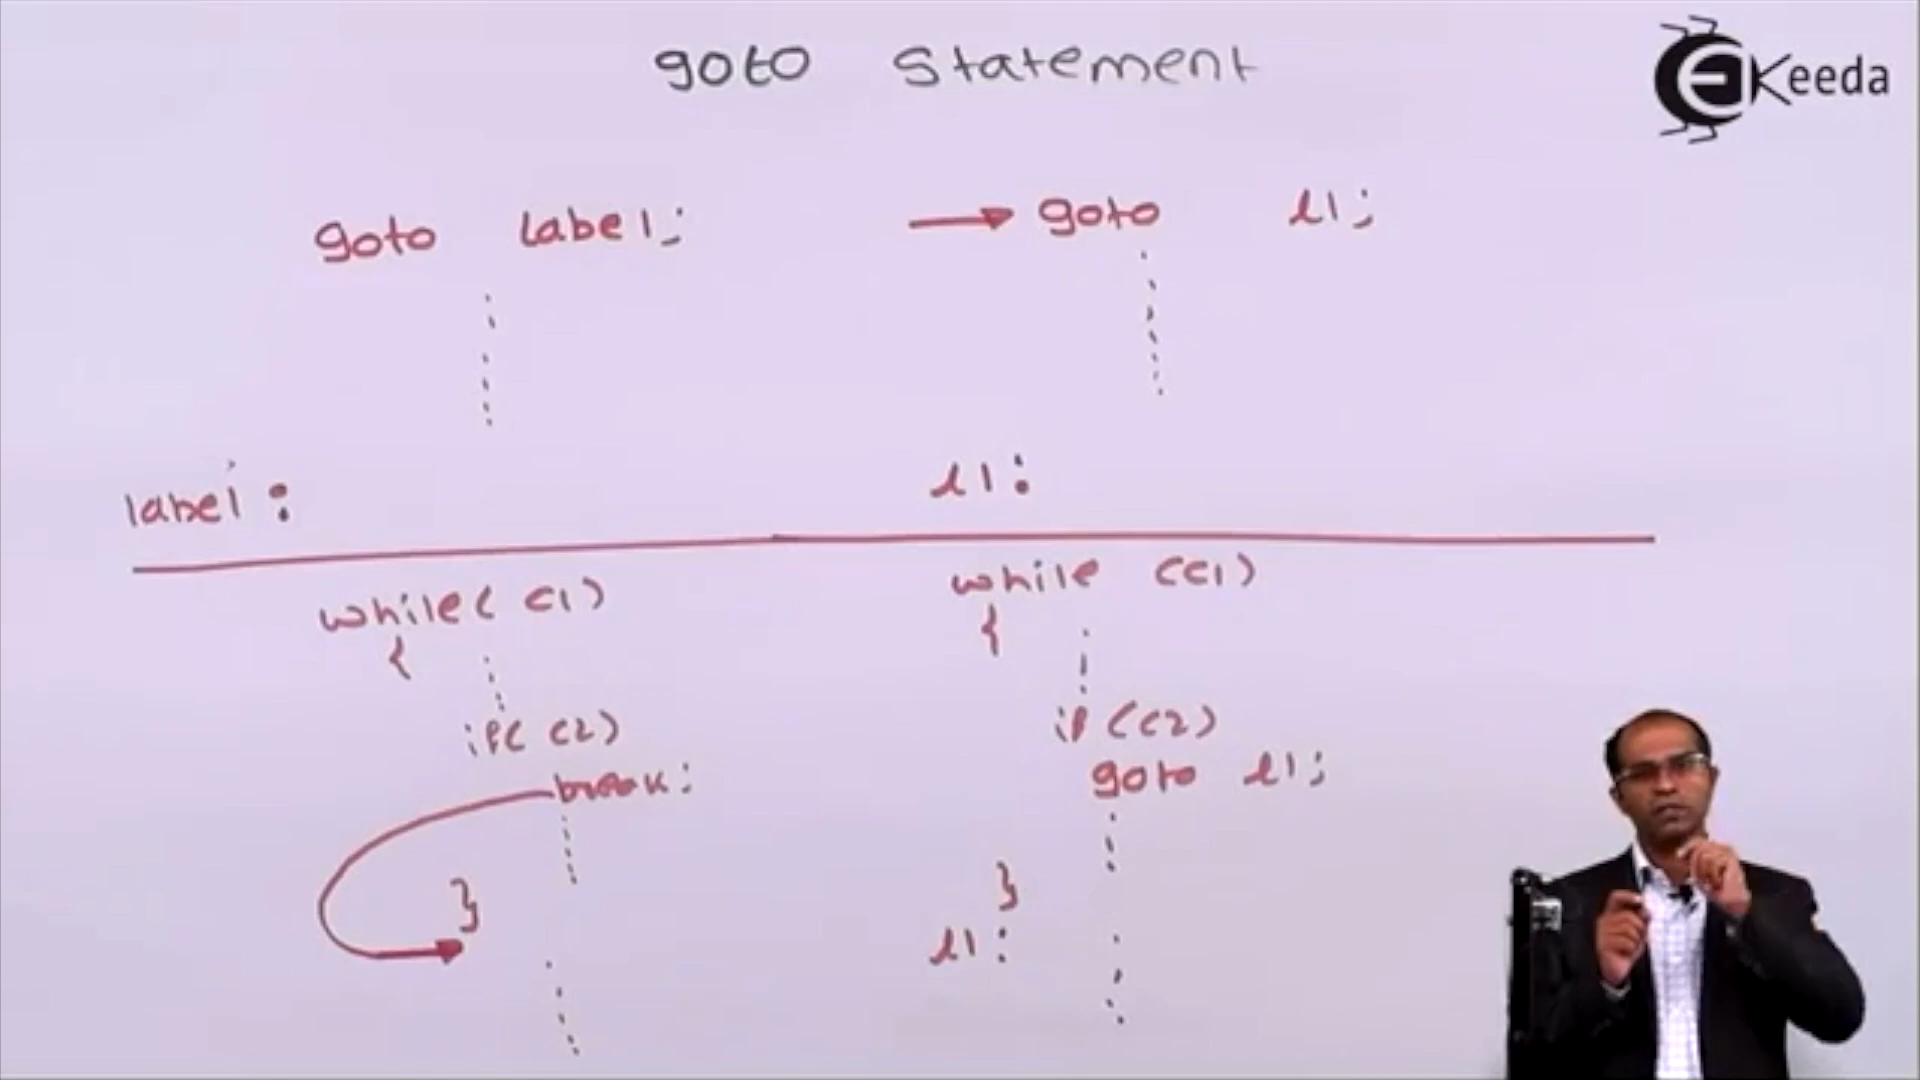 goto statement
EKeeda
goto label;
label:
goto l1;
l1:
while( c1)
{
if( c2)
break;
}
while (c1)
{
if (c2)
goto l1;
}
l1: